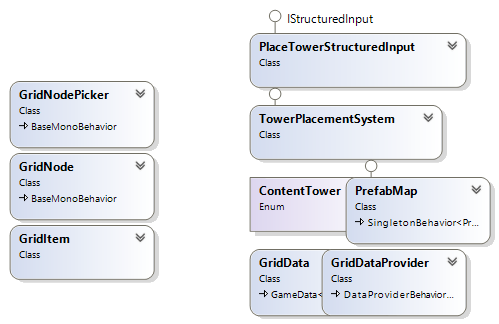 IStructuredInput
PlaceTowerStructuredInput
Class
GridNodePicker
Class
BaseMonoBehavior
TowerPlacementSystem
Class
GridNode
Class
BaseMonoBehavior
ContentTower
Enum
PrefabMap
Class
SingletonBehavior<Pr...
GridItem
Class
GridData
Class
GameData<
GridDataProvider
Class
DataProviderBehavior...